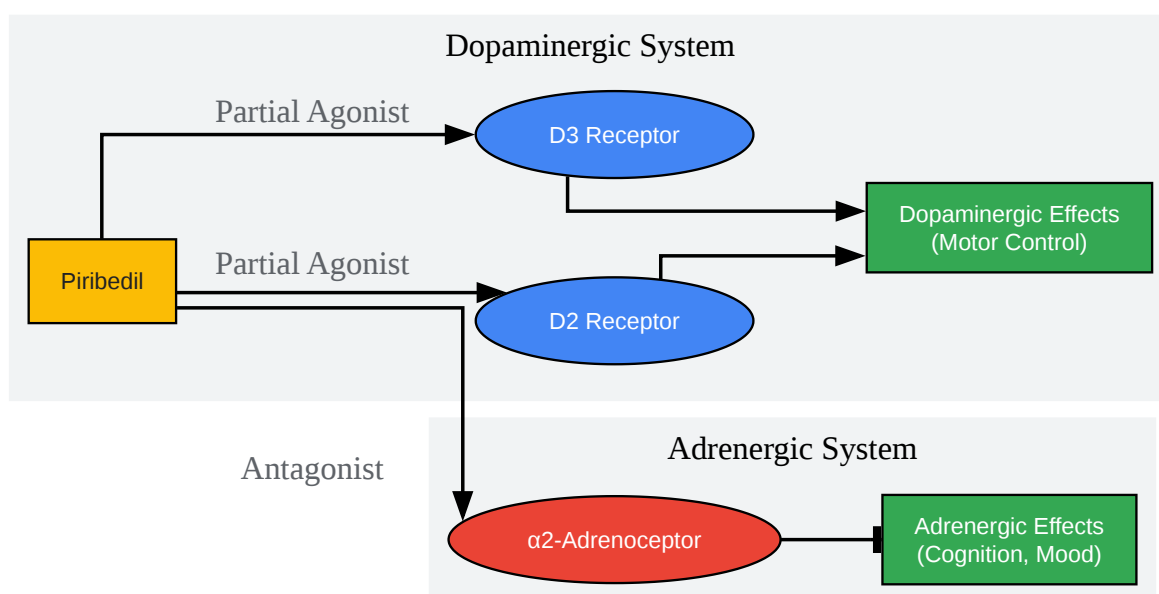 Dopaminergic System
Partial Agonist
D3 Receptor
Dopaminergic Effects
(Motor Control)
Partial Agonist
Piribedil
D2 Receptor
Adrenergic System
Antagonist
α2-Adrenoceptor
Adrenergic Effects
(Cognition, Mood)